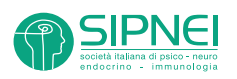 SIPNEI
società italiana di psico - neuro
endocrino - immunologia